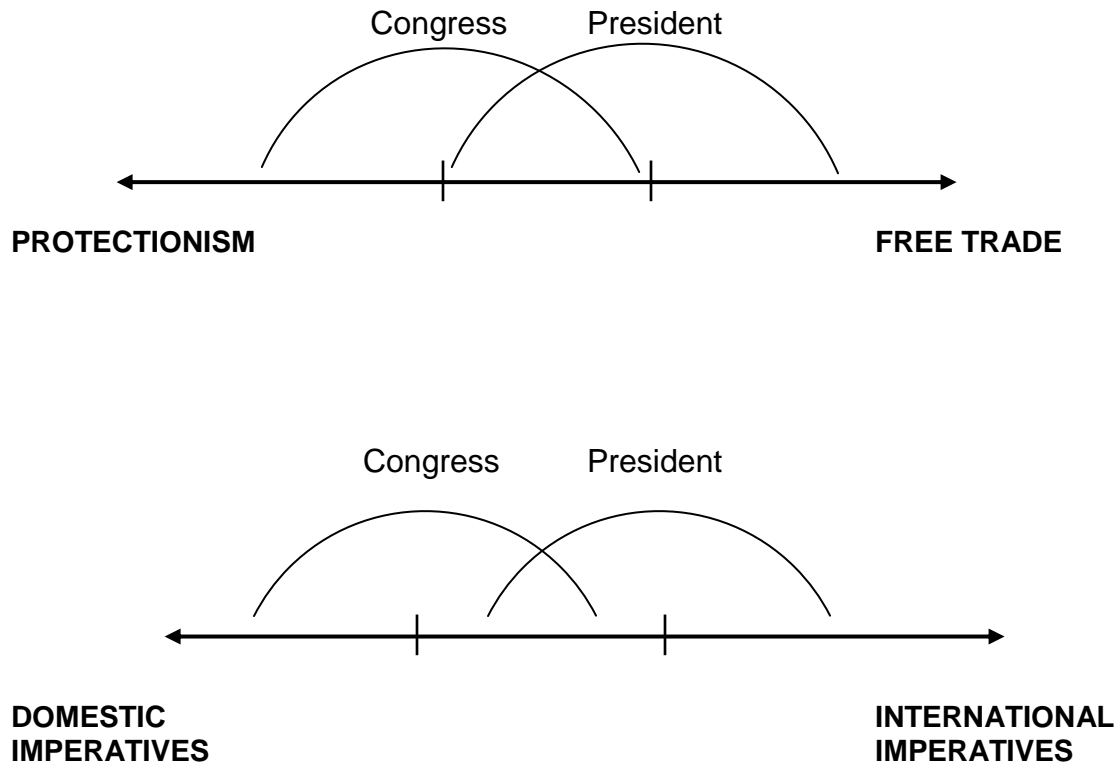 Congress President
PROTECTIONISM FREE TRADE
Congress President
DOMESTIC
IMPERATIVES
INTERNATIONAL
IMPERATIVES